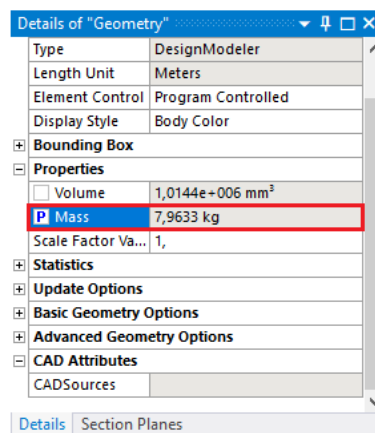 Details of "Geometry"
Type DesignModeler
Length Unit Meters
Element Control Program Controlled
Display Style Body Color
Bounding Box
Properties
Volume 1,0144e+006 mm³
P Mass 7,9633 kg
Scale Factor Va... 1,
Statistics
Update Options
Basic Geometry Options
Advanced Geometry Options
CAD Attributes
CADSources
Details Section Planes